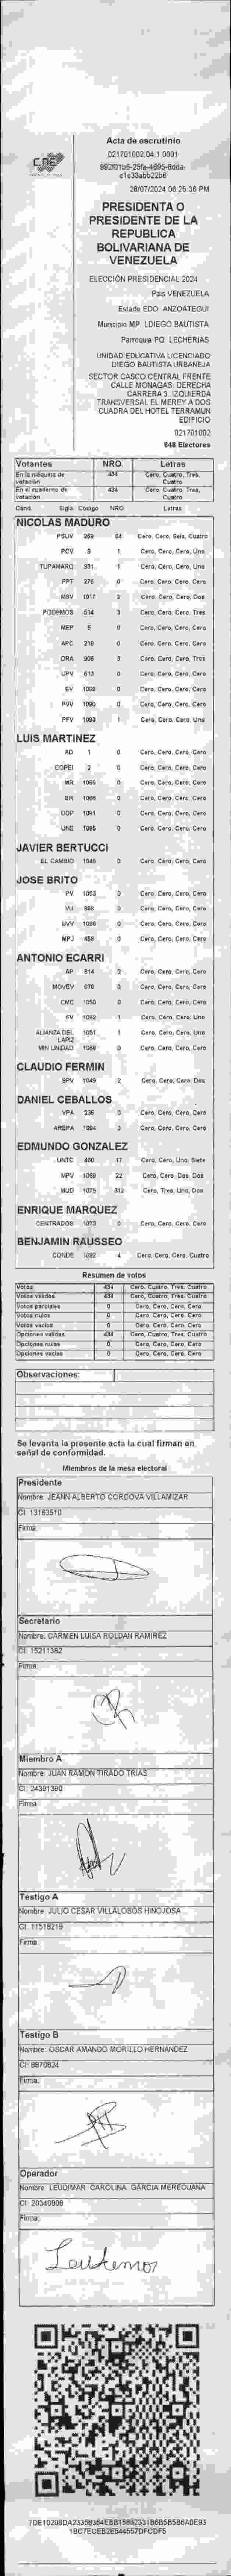 CNE
Acta de escrutinio
021701002.04.1.0001
28/07/2024 06:25:36 PM
PRESIDENTA O
PRESIDENTE DE LA
REPUBLICA
BOLIVARIANA DE
VENEZUELA
ELECCIÓN PRESIDENCIAL 2024
Pais VENEZUELA
Estado EDO. ANZOATEGUI
Municipio MP. LDIEGO BAUTISTA
Parroquia PQ. LECHERIAS
UNIDAD EDUCATIVA LICENCIADO
DIEGO BAUTISTA URBANEJA
SECTOR CASCO CENTRAL FRENTE
CALLE MONAGAS. DERECHA
CARRERA 3. IZQUIERDA
TRANSVERSAL EL MEREY A DOS
CUADRA DEL HOTEL TERRAMUN
EDIFICIO
021701002
848 Electores
Votantes NRO. Letras
En la máquina de votación 434 Cero, Cuatro, Tres, Cuatro
En el cuaderno de votación 434 Cero, Cuatro, Tres, Cuatro
Cand. Sigla Codigo NRO Letras
NICOLAS MADURO
PSUV 269 64 Cero, Cero, Seis, Cuatro
PCV 9 1 Cero, Cero, Cero, Uno
TUPAMARO 931 1 Cero, Cero, Cero, Uno
PPT 276 0 Cero, Cero, Cero, Cero
MSV 1017 2 Cero, Cero, Cero, Dos
PODEMOS 514 3 Cero, Cero, Cero, Tres
MEP 6 0 Cero, Cero, Cero, Cero
APC 219 0 Cero, Cero, Cero, Cero
ORA 906 3 Cero, Cero, Cero, Tres
UPV 613 0 Cero, Cero, Cero, Cero
EV 1089 0 Cero, Cero, Cero, Cero
PVV 1090 0 Cero, Cero, Cero, Cero
PFV 1093 1 Cero, Cero, Cero, Uno
LUIS MARTINEZ
AD 1 0 Cero, Cero, Cero, Cero
COPEI 2 0 Cero, Cero, Cero, Cero
MR 1065 0 Cero, Cero, Cero, Cero
BR 1066 0 Cero, Cero, Cero, Cero
DDP 1091 0 Cero, Cero, Cero, Cero
UNE 1095 0 Cero, Cero, Cero, Cero
JAVIER BERTUCCI
EL CAMBIO 1046 0 Cero, Cero, Cero, Cero
JOSE BRITO
PV 1053 0 Cero, Cero, Cero, Cero
VU 868 0 Cero, Cero, Cero, Cero
UVV 1096 0 Cero, Cero, Cero, Cero
MPJ 458 0 Cero, Cero, Cero, Cero
ANTONIO ECARRI
AP 814 0 Cero, Cero, Cero, Cero
MOVEV 978 0 Cero, Cero, Cero, Cero
CMC 1050 0 Cero, Cero, Cero, Cero
FV 1082 1 Cero, Cero, Cero, Uno
ALIANZA DEL LAPIZ 1051 1 Cero, Cero, Cero, Uno
MIN UNIDAD 1086 0 Cero, Cero, Cero, Cero
CLAUDIO FERMIN
SPV 1049 2 Cero, Cero, Cero, Dos
DANIEL CEBALLOS
VPA 236 0 Cero, Cero, Cero, Cero
AREPA 1094 0 Cero, Cero, Cero, Cero
EDMUNDO GONZALEZ
UNTC 460 17 Cero, Cero, Uno, Siete
MPV 1069 22 Cero, Cero, Dos, Dos
MUD 1075 312 Cero, Tres, Uno, Dos
ENRIQUE MARQUEZ
CENTRADOS 1073 0 Cero, Cero, Cero, Cero
BENJAMIN RAUSSEO
CONDE 1092 4 Cero, Cero, Cero, Cuatro
Resumen de votos
Votos 434 Cero, Cuatro, Tres, Cuatro
Votos validos 434 Cero, Cuatro, Tres, Cuatro
Votos parciales 0 Cero, Cero, Cero, Cero
Votos nulos 0 Cero, Cero, Cero, Cero
Votos vacios 0 Cero, Cero, Cero, Cero
Opciones validas 434 Cero, Cuatro, Tres, Cuatro
Opciones nulas 0 Cero, Cero, Cero, Cero
Opciones vacias 0 Cero, Cero, Cero, Cero
Observaciones:
Se levanta la presente acta la cual firman en
señal de conformidad.
Miembros de la mesa electoral
Presidente
Nombre: JEANN ALBERTO CORDOVA VILLAMIZAR
CI: 13163510
Firma:
Secretario
Nombre: CARMEN LUISA ROLDAN RAMIREZ
CI: 15211382
Firma:
Miembro A
Nombre: JUAN RAMON TIRADO TRIAS
CI: 24391390
Firma:
Testigo A
Nombre: JULIO CESAR VILLALOBOS HINOJOSA
CI: 11518219
Firma:
Testigo B
Nombre: OSCAR AMANDO MORILLO HERNANDEZ
CI: 8870824
Firma:
Operador
Nombre: LEUDIMAR CAROLINA GARCIA MERECUANA
CI: 20340808
Firma: